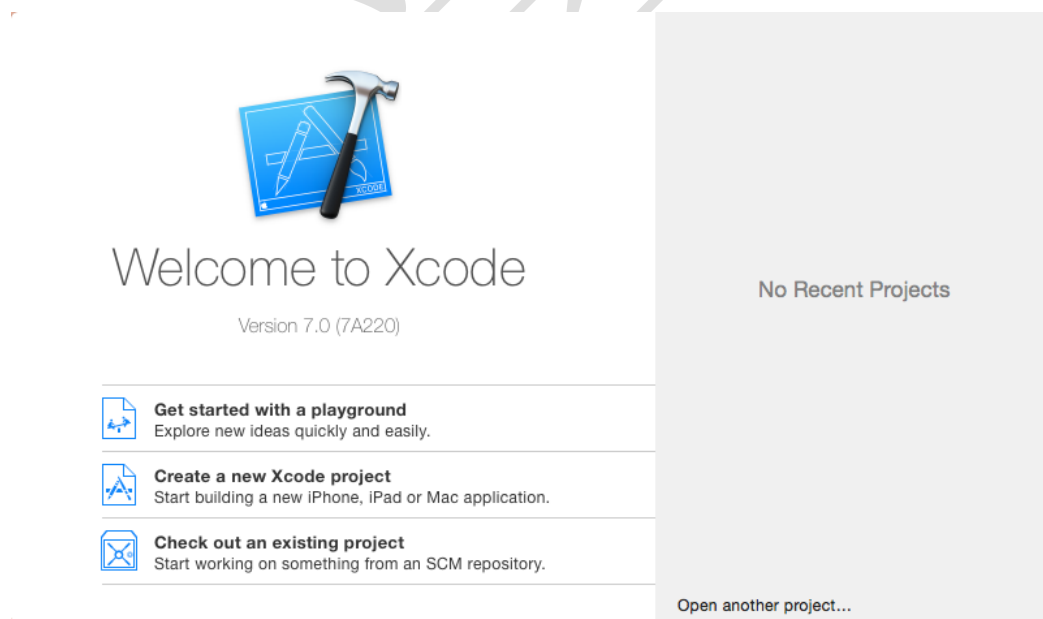 XCODE
Welcome to Xcode
Version 7.0 (7A220)
Get started with a playground
Explore new ideas quickly and easily.
Create a new Xcode project
Start building a new iPhone, iPad or Mac application.
Check out an existing project
Start working on something from an SCM repository.
No Recent Projects
Open another project...